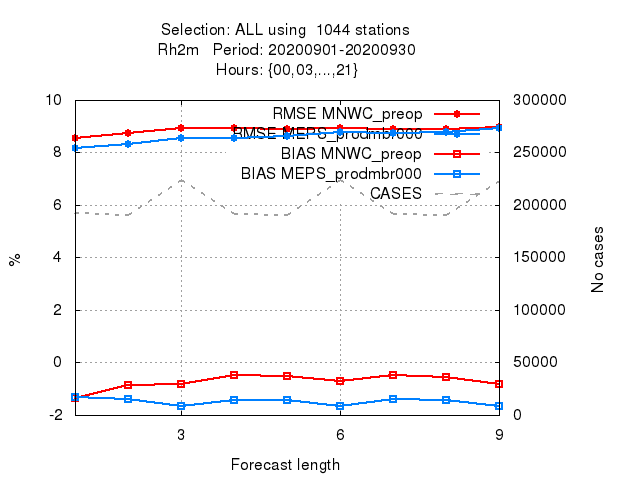 Selection: ALL using  1044 stations
Rh2m   Period: 20200901-20200930
Hours: {00,03,...,21}
10
8
6
4
2
0
-2
%
300000
250000
200000
150000
100000
50000
0
No cases
RMSE MNWC_preop
RMSE MEPS_prodmbr000
BIAS MNWC_preop
BIAS MEPS_prodmbr000
CASES
3
6
9
Forecast length